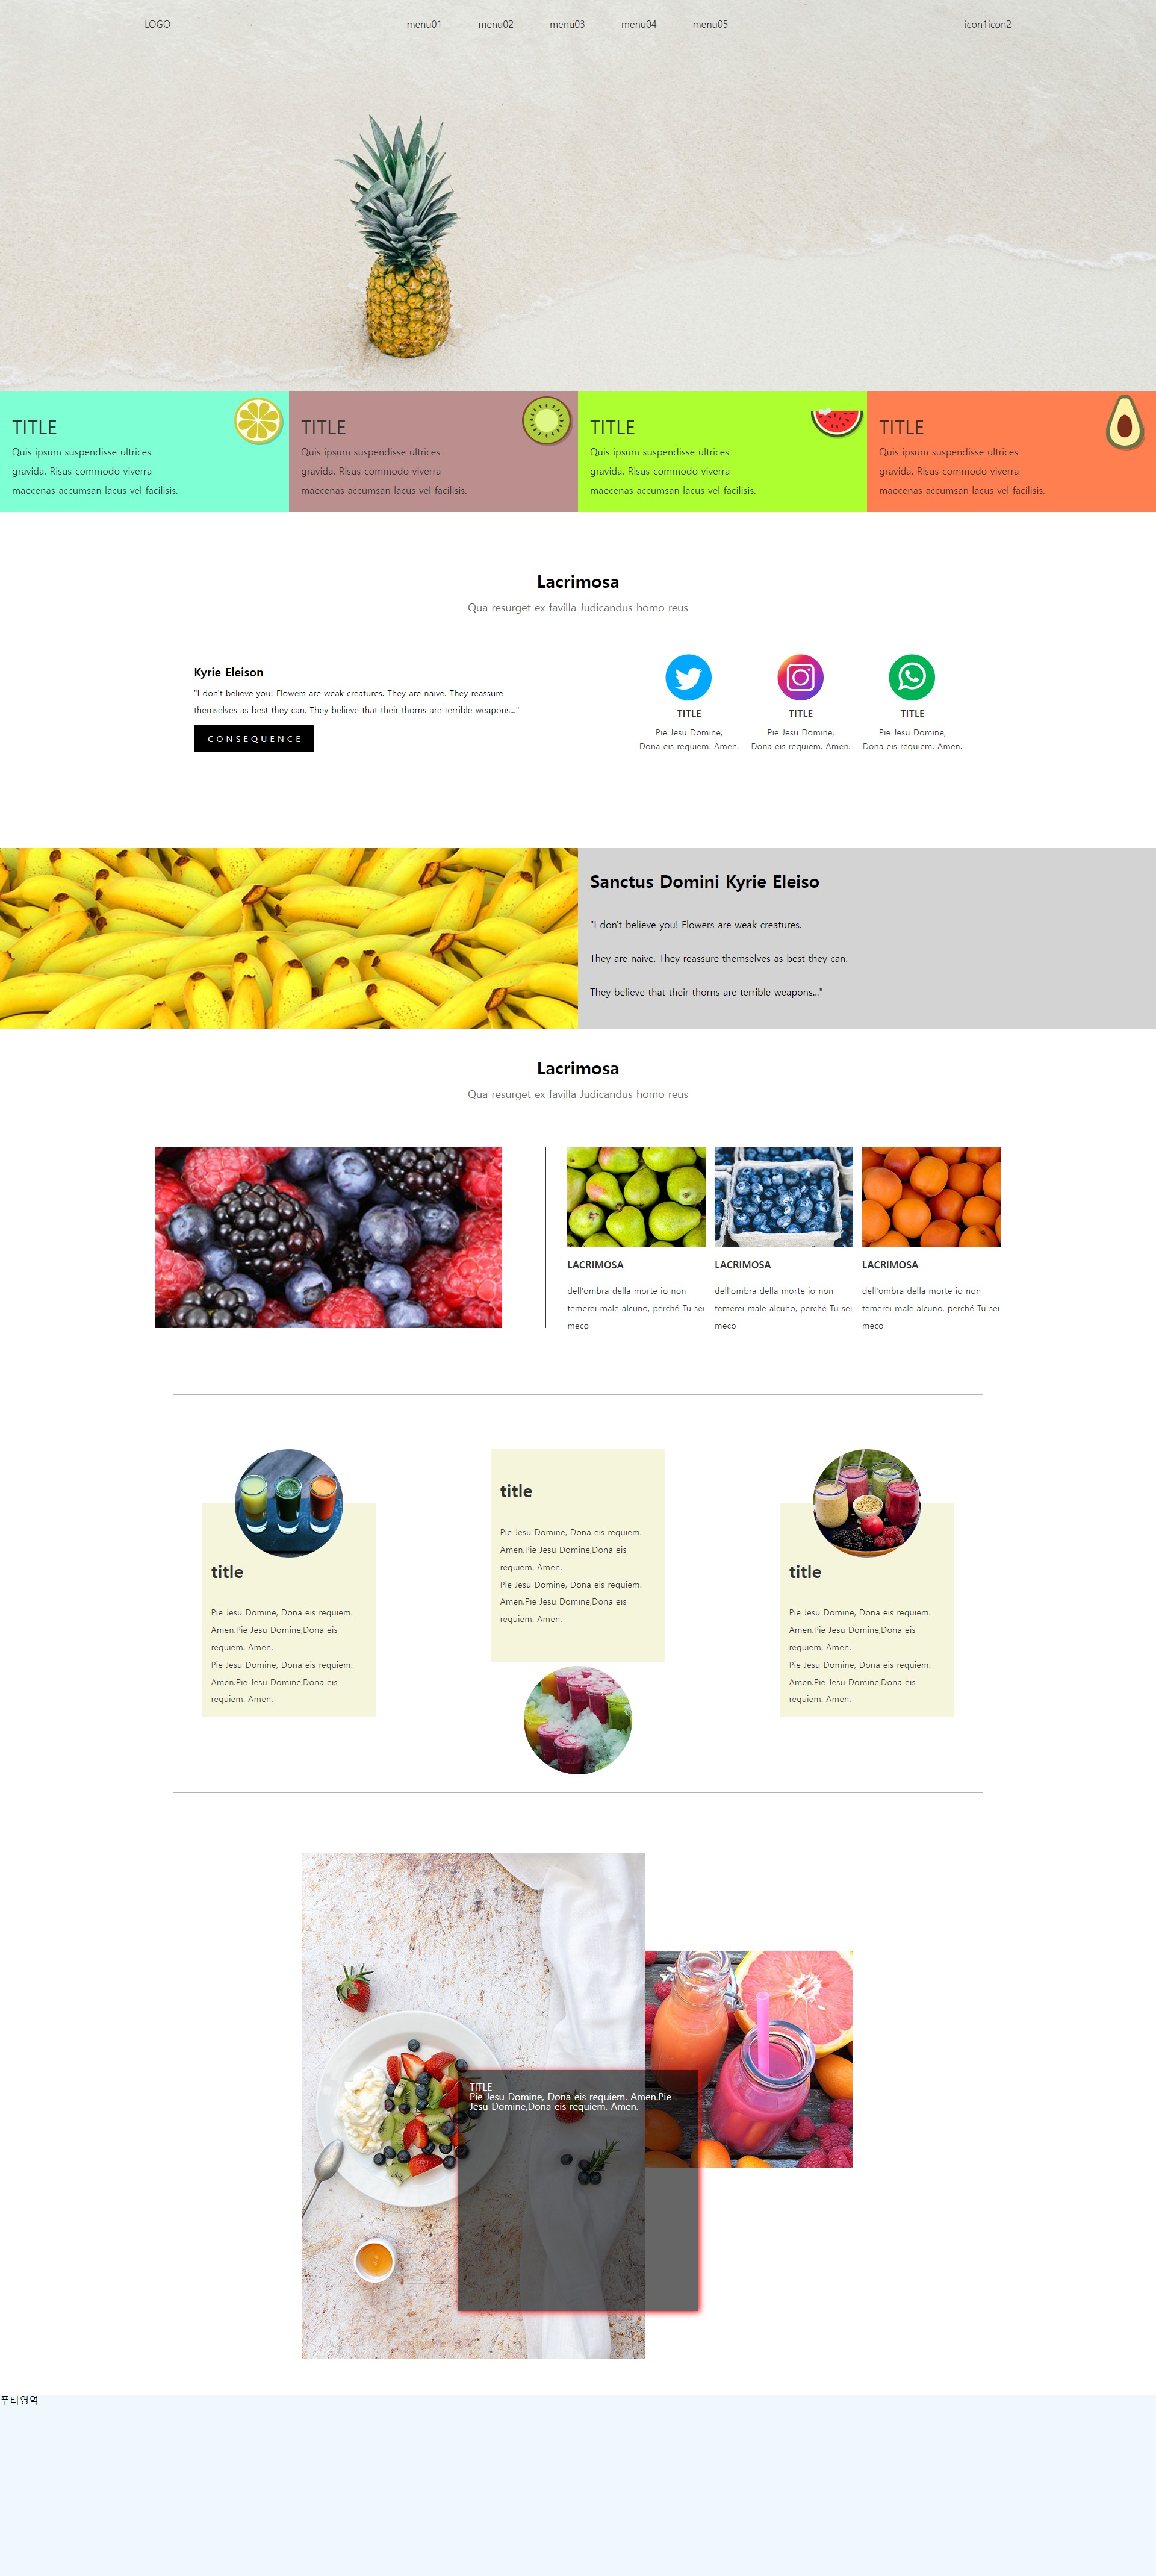 LOGO
menu01 menu02 menu03 menu04 menu05
icon1icon2
TITLE
Quis ipsum suspendisse ultrices
gravida. Risus commodo viverra
maecenas accumsan lacus vel facilisis.
TITLE
Quis ipsum suspendisse ultrices
gravida. Risus commodo viverra
maecenas accumsan lacus vel facilisis.
TITLE
Quis ipsum suspendisse ultrices
gravida. Risus commodo viverra
maecenas accumsan lacus vel facilisis.
TITLE
Quis ipsum suspendisse ultrices
gravida. Risus commodo viverra
maecenas accumsan lacus vel facilisis.
Lacrimosa
Qua resurget ex favilla Judicandus homo reus
Kyrie Eleison
"I don't believe you! Flowers are weak creatures. They are naive. They reassure
themselves as best they can. They believe that their thorns are terrible weapons..."
CONSEQUENCE
TITLE
Pie Jesu Domine,
Dona eis requiem. Amen.
TITLE
Pie Jesu Domine,
Dona eis requiem. Amen.
TITLE
Pie Jesu Domine,
Dona eis requiem. Amen.
Sanctus Domini Kyrie Eleiso
"I don't believe you! Flowers are weak creatures.
They are naive. They reassure themselves as best they can.
They believe that their thorns are terrible weapons..."
Lacrimosa
Qua resurget ex favilla Judicandus homo reus
LACRIMOSA
dell'ombra della morte io non
temerei male alcuno, perché Tu sei
meco
LACRIMOSA
dell'ombra della morte io non
temerei male alcuno, perché Tu sei
meco
LACRIMOSA
dell'ombra della morte io non
temerei male alcuno, perché Tu sei
meco
title
Pie Jesu Domine, Dona eis requiem.
Amen.Pie Jesu Domine,Dona eis
requiem. Amen.
Pie Jesu Domine, Dona eis requiem.
Amen.Pie Jesu Domine,Dona eis
requiem. Amen.
title
Pie Jesu Domine, Dona eis requiem.
Amen.Pie Jesu Domine,Dona eis
requiem. Amen.
Pie Jesu Domine, Dona eis requiem.
Amen.Pie Jesu Domine,Dona eis
requiem. Amen.
title
Pie Jesu Domine, Dona eis requiem.
Amen.Pie Jesu Domine,Dona eis
requiem. Amen.
Pie Jesu Domine, Dona eis requiem.
Amen.Pie Jesu Domine,Dona eis
requiem. Amen.
TITLE
Pie Jesu Domine, Dona eis requiem. Amen.Pie
Jesu Domine,Dona eis requiem. Amen.
푸터영역